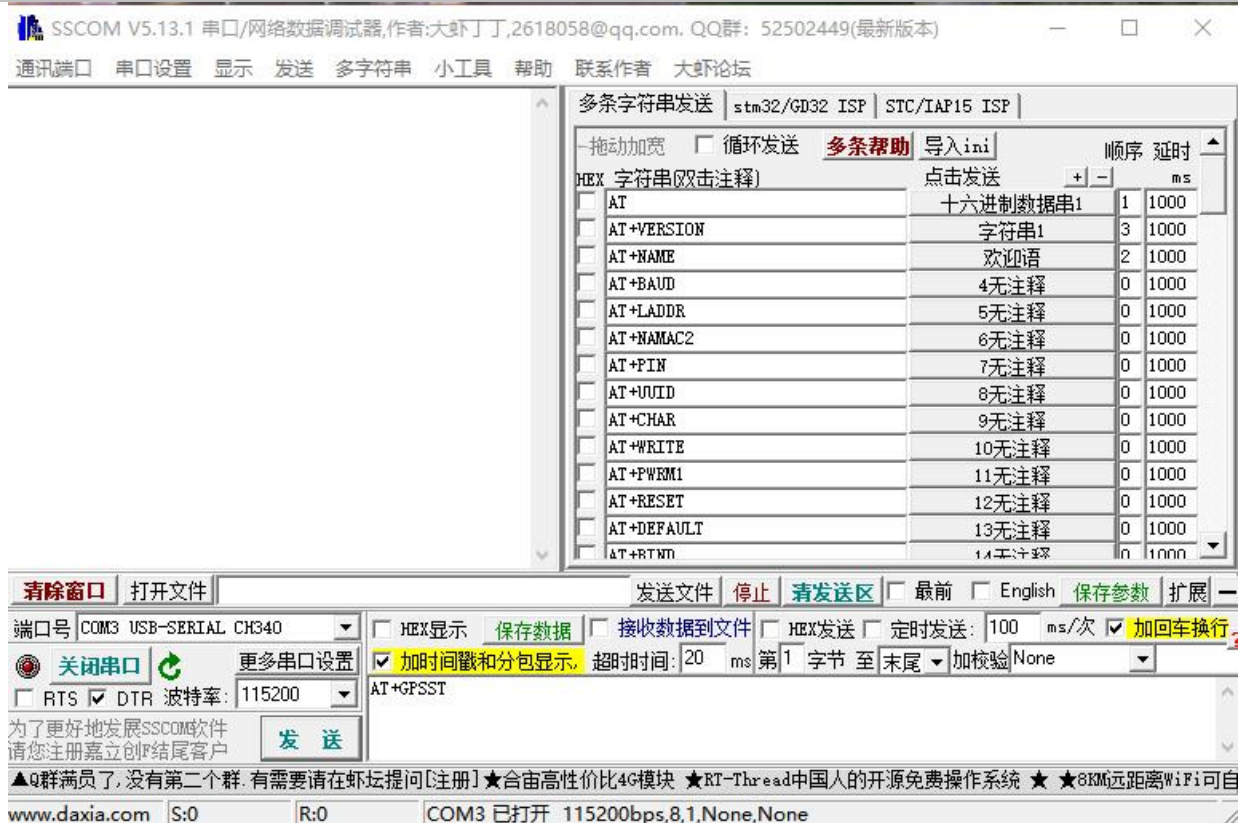 SSCOM V5.13.1 串口/网络数据调试器,作者:大虾丁丁,2618058@qq.com. QQ群：52502449(最新版本)
通讯端口 串口设置 显示 发送 多字符串 小工具 帮助 联系作者 大虾论坛
多条字符串发送 stm32/GD32 ISP STC/IAP15 ISP
拖动加宽 循环发送 多条帮助 导入ini 顺序 延时
HEX 字符串(双击注释) 点击发送 + - ms
AT 十六进制数据串1 1 1000
AT+VERSION 字符串1 3 1000
AT+NAME 欢迎语 2 1000
AT+BAUD 4无注释 0 1000
AT+LADDR 5无注释 0 1000
AT+NAMAC2 6无注释 0 1000
AT+PIN 7无注释 0 1000
AT+UUID 8无注释 0 1000
AT+CHAR 9无注释 0 1000
AT+WRITE 10无注释 0 1000
AT+PWRM1 11无注释 0 1000
AT+RESET 12无注释 0 1000
AT+DEFAULT 13无注释 0 1000
AT+BIND 14无注释 0 1000
清除窗口 打开文件 发送文件 停止 清发送区 最前 English 保存参数 扩展 —
端口号 COM3 USB-SERIAL CH340 HEX显示 保存数据 接收数据到文件 HEX发送 定时发送: 100 ms/次 加回车换行
关闭串口 更多串口设置 加时间戳和分包显示, 超时时间: 20 ms 第1 字节 至 末尾 加校验None
RTS DTR 波特率: 115200 AT+GPSST
为了更好地发展SSCOM软件
请您注册嘉立创F结尾客户 发 送
▲Q群满员了,没有第二个群.有需要请在虾坛提问[注册]★合宙高性价比4G模块 ★RT-Thread中国人的开源免费操作系统 ★ ★8KM远距离WiFi可自
www.daxia.com S:0 R:0 COM3 已打开 115200bps,8,1,None,None